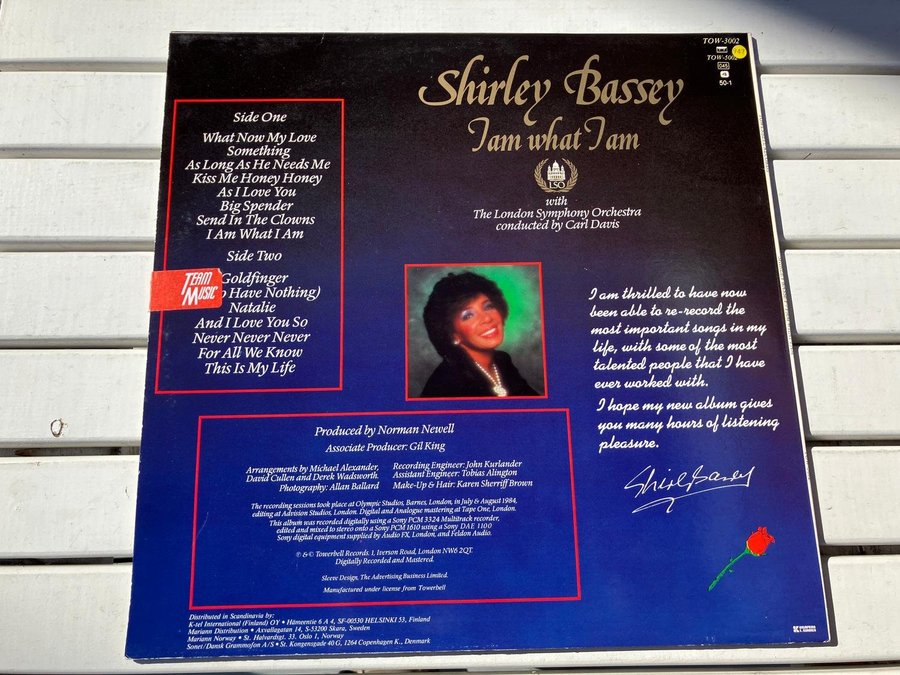 TOW-3002
TOW-3002
50-1
Shirley Bassey
I am what I am
LSO
with
The London Symphony Orchestra
conducted by Carl Davis
Side One
What Now My Love
Something
As Long As He Needs Me
Kiss Me Honey Honey
As I Love You
Big Spender
Send In The Clowns
I Am What I Am
Side Two
Goldfinger
Have Nothing)
Natalie
And I Love You So
Never Never Never
For All We Know
This Is My Life
TEAM
MUSIC
I am thrilled to have now
been able to re-record the
most important songs in my
life, with some of the most
talented people that I have
ever worked with.
I hope my new album gives
you many hours of listening
pleasure.
Shirley Bassey
Produced by Norman Newell
Associate Producer: Gil King
Arrangements by Michael Alexander,
David Cullen and Derek Wadsworth.
Photography: Allan Ballard
Recording Engineer: John Kurlander
Assistant Engineer: Tobias Alington
Make-Up & Hair: Karen Sherriff Brown
The recording sessions took place at Olympic Studios, Barnes, London, in July & August 1984,
editing at Advision Studios, London. Digital and Analogue mastering at Tape One, London.
This album was recorded digitally using a Sony PCM 3324 Multitrack recorder,
edited and mixed to stereo onto a Sony PCM 1610 using a Sony DAE 1100
Sony digital equipment supplied by Audio FX, London, and Feldon Audio.
℗ & © Towerbell Records. 1, Iverson Road, London NW6 2QT.
Digitally Recorded and Mastered.
Sleeve Design, The Advertising Business Limited.
Manufactured under license from Towerbell
Distributed in Scandinavia by:
K-tel International (Finland) OY • Hämeentie 6 A 4, SF-00530 HELSINKI 53, Finland
Mariann Distribution • Axvallagatan 14, S-53200 Skara, Sweden
Mariann Norway • St. Halvardsgt. 33. Oslo 1, Norway
Sonet/Dansk Grammofon A/S • St. Kongensgade 40 G, 1264 Copenhagen K., Denmark